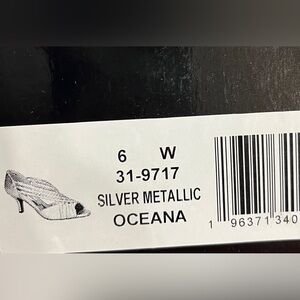 6 W
31-9717
SILVER METALLIC
OCEANA
1 96371 340